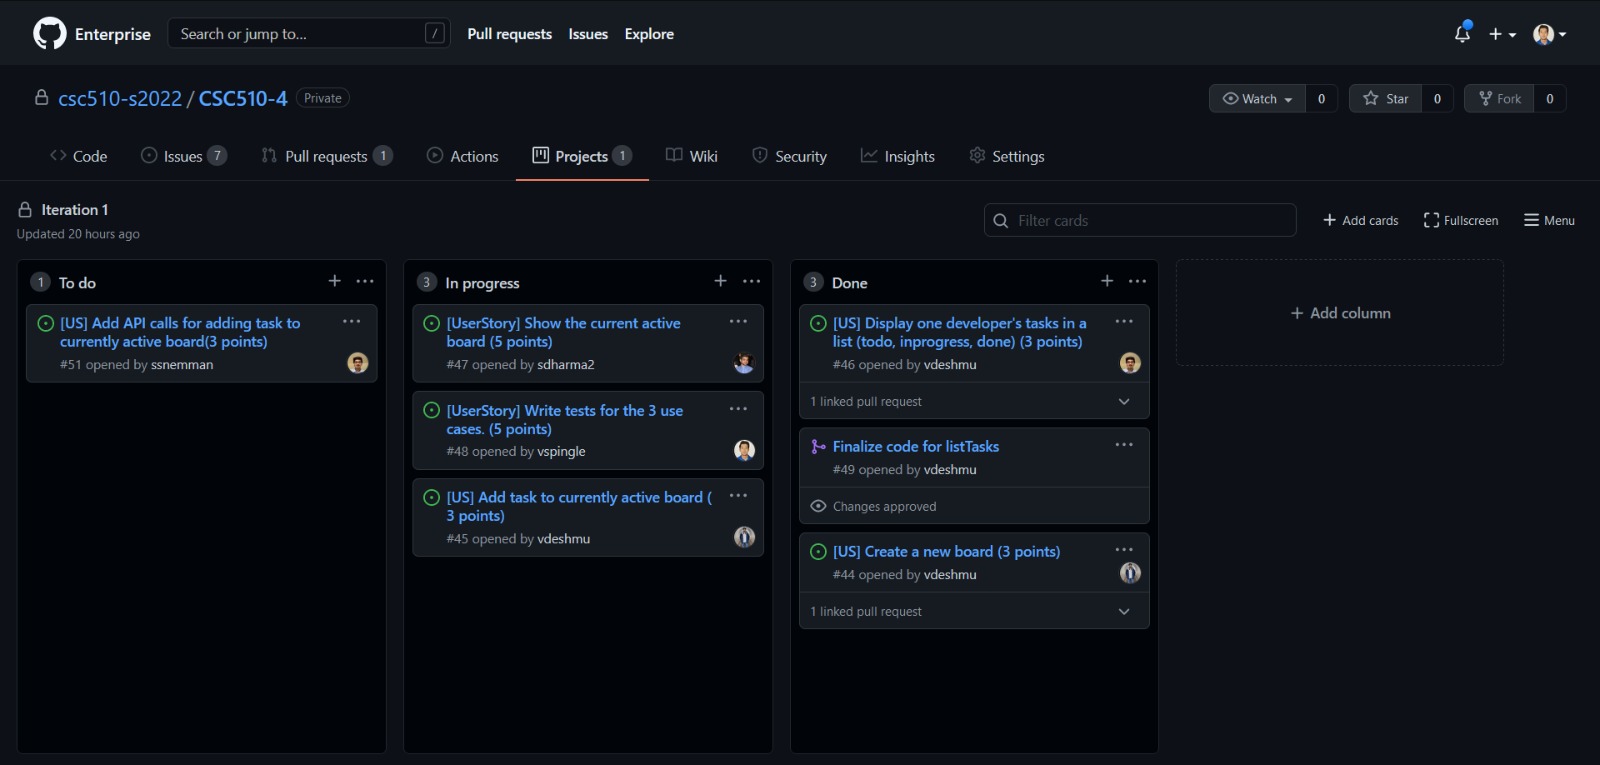 Enterprise
Search or jump to...
/
Pull requests
Issues
Explore
csc510-s2022 / CSC510-4
Private
Watch
0
Star
0
Fork
0
Code
Issues 7
Pull requests 1
Actions
Projects 1
Wiki
Security
Insights
Settings
Iteration 1
Updated 20 hours ago
Filter cards
+ Add cards
Fullscreen
Menu
1 To do
[US] Add API calls for adding task to
currently active board(3 points)
#51 opened by ssnemman
3 In progress
[UserStory] Show the current active
board (5 points)
#47 opened by sdharma2
[UserStory] Write tests for the 3 use
cases. (5 points)
#48 opened by vspingle
[US] Add task to currently active board (
3 points)
#45 opened by vdeshmu
3 Done
[US] Display one developer's tasks in a
list (todo, inprogress, done) (3 points)
#46 opened by vdeshmu
1 linked pull request
Finalize code for listTasks
#49 opened by vdeshmu
Changes approved
[US] Create a new board (3 points)
#44 opened by vdeshmu
1 linked pull request
+ Add column